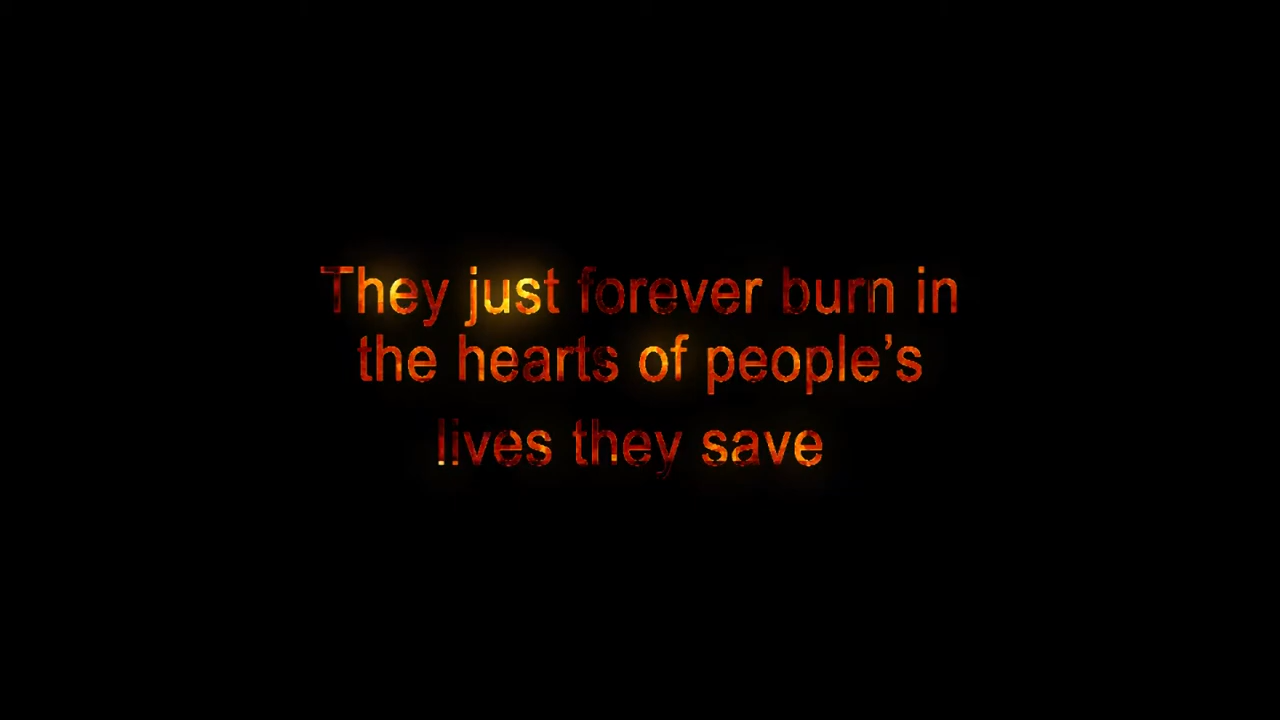 They just forever burn in
the hearts of people’s
lives they save